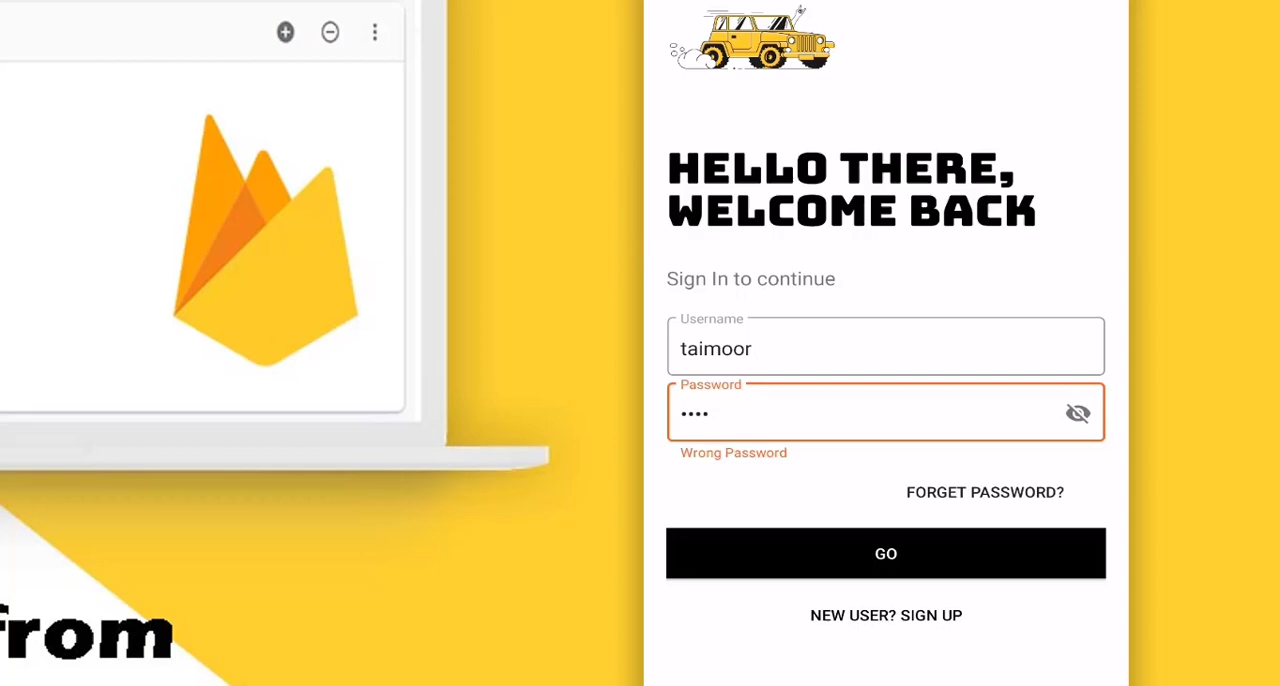 HELLO THERE,
WELCOME BACK
Sign In to continue
Username
taimoor
Password
••••
Wrong Password
FORGET PASSWORD?
GO
NEW USER? SIGN UP
from